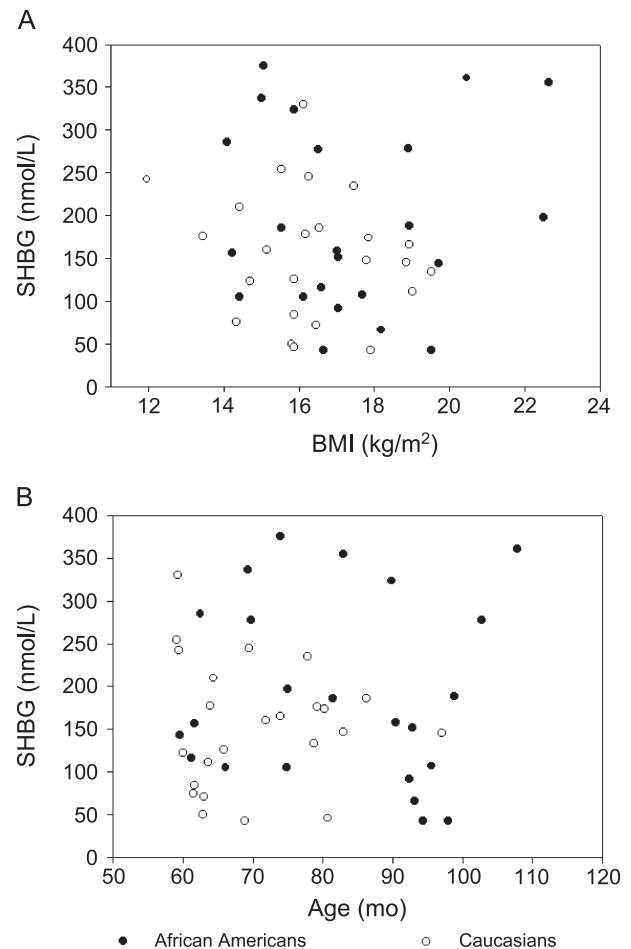 A
400
350
300
250
200
150
100
50
0
SHBG (nmol/L)
12 14 16 18 20 22 24
BMI (kg/m²)
B
400
350
300
250
200
150
100
50
0
SHBG (nmol/L)
50 60 70 80 90 100 110 120
Age (mo)
African Americans Caucasians